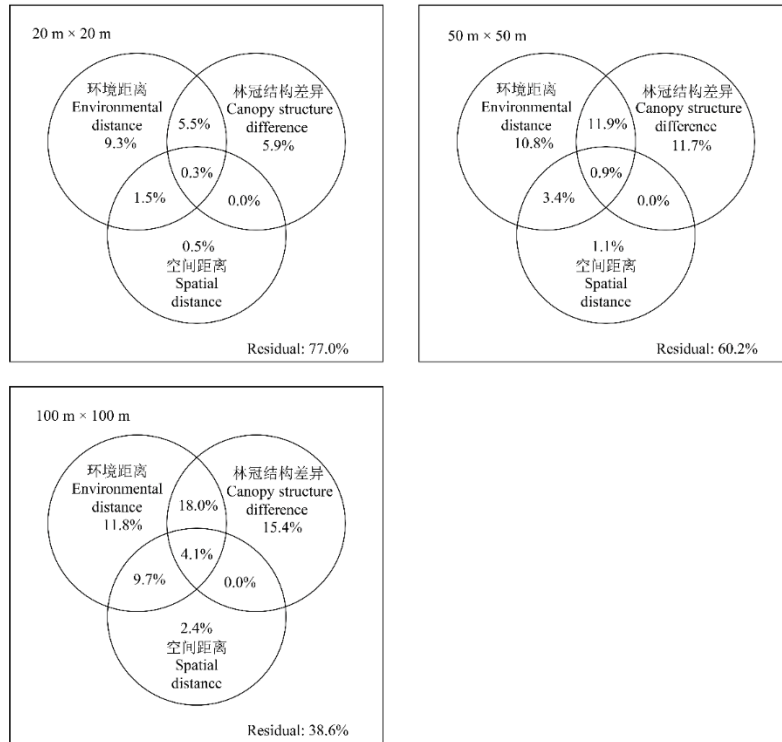 20 m × 20 m
环境距离
Environmental
distance
9.3%
林冠结构差异
Canopy structure
difference
5.9%
5.5%
0.3%
1.5%
0.0%
0.5%
空间距离
Spatial
distance
Residual: 77.0%
50 m × 50 m
环境距离
Environmental
distance
10.8%
林冠结构差异
Canopy structure
difference
11.7%
11.9%
0.9%
3.4%
0.0%
1.1%
空间距离
Spatial
distance
Residual: 60.2%
100 m × 100 m
环境距离
Environmental
distance
11.8%
林冠结构差异
Canopy structure
difference
15.4%
18.0%
4.1%
9.7%
0.0%
2.4%
空间距离
Spatial
distance
Residual: 38.6%